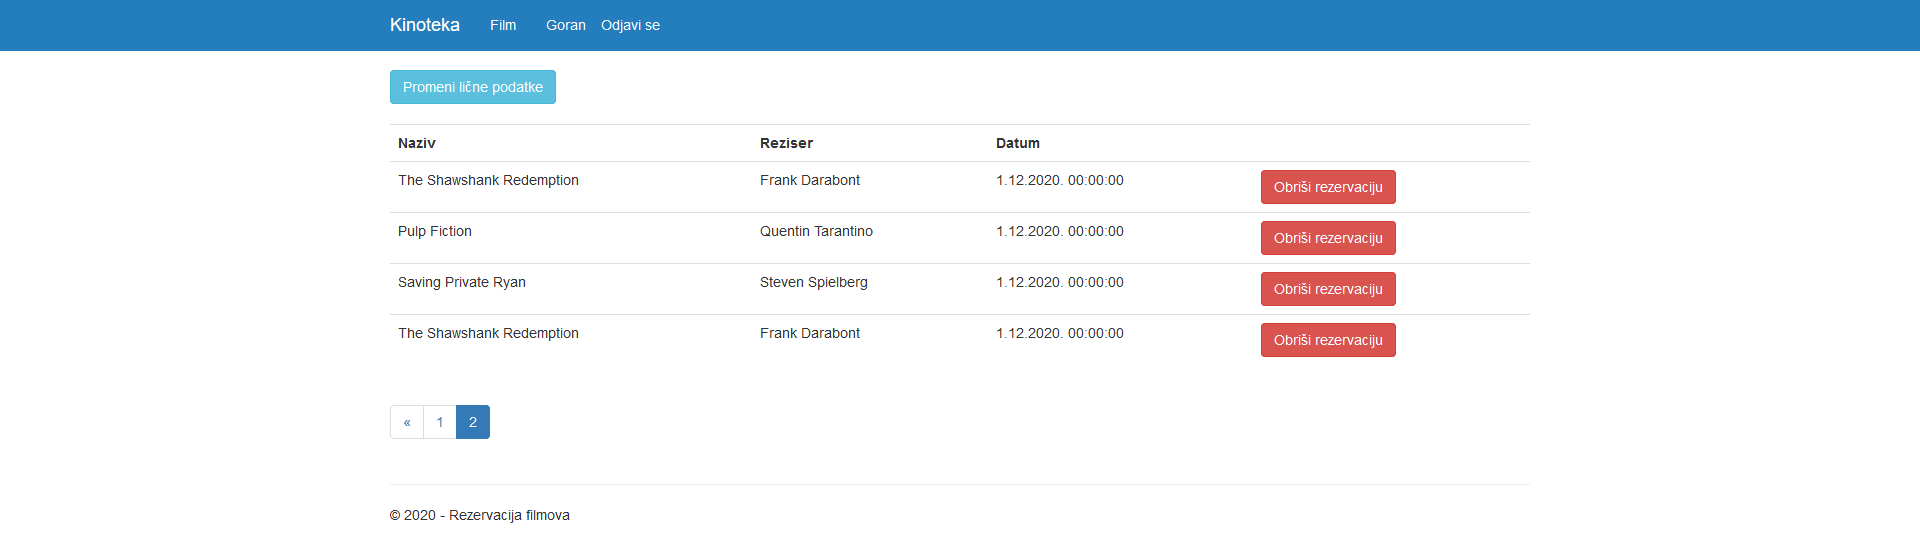 Kinoteka Film Goran Odjavi se
Promeni lične podatke
Naziv Reziser Datum
The Shawshank Redemption Frank Darabont 1.12.2020. 00:00:00 Obriši rezervaciju
Pulp Fiction Quentin Tarantino 1.12.2020. 00:00:00 Obriši rezervaciju
Saving Private Ryan Steven Spielberg 1.12.2020. 00:00:00 Obriši rezervaciju
The Shawshank Redemption Frank Darabont 1.12.2020. 00:00:00 Obriši rezervaciju
« 1 2
© 2020 - Rezervacija filmova